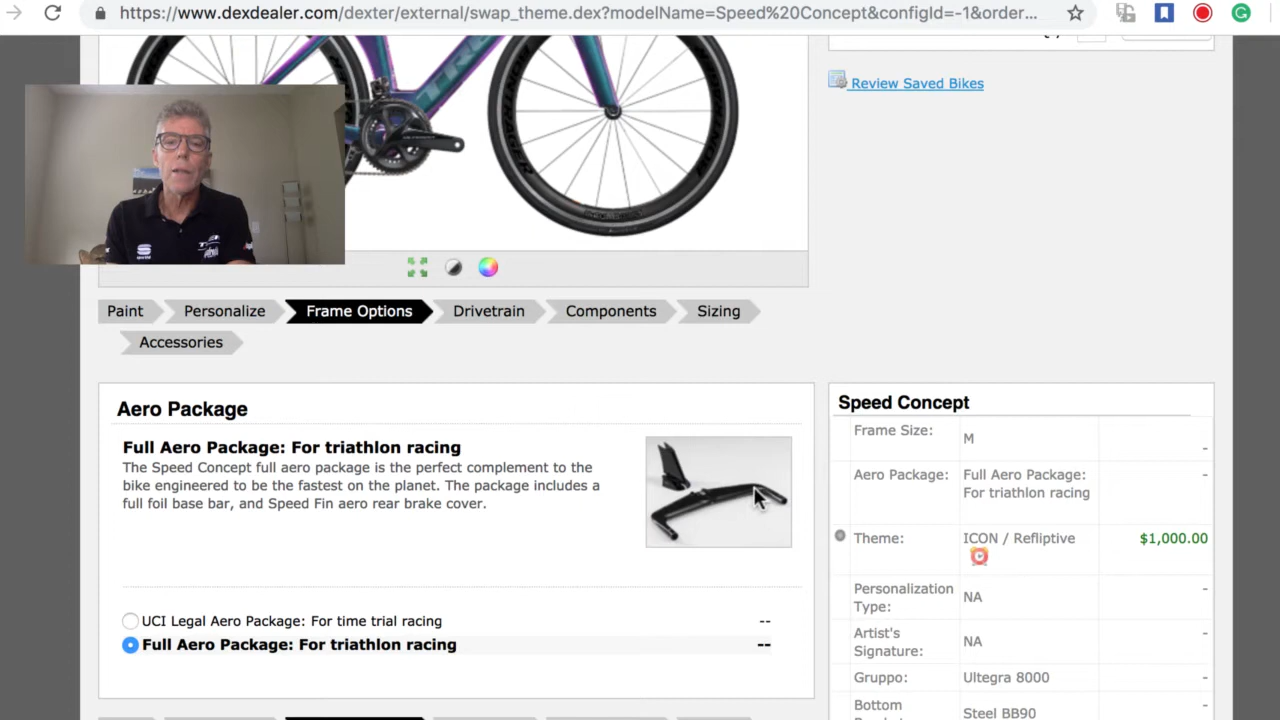 https://www.dexdealer.com/dexter/external/swap_theme.dex?modelName=Speed%20Concept&configId=-1&order...
TREK
Review Saved Bikes
Paint
Personalize
Frame Options
Drivetrain
Components
Sizing
Accessories
Aero Package
Full Aero Package: For triathlon racing
The Speed Concept full aero package is the perfect complement to the
bike engineered to be the fastest on the planet. The package includes a
full foil base bar, and Speed Fin aero rear brake cover.
UCI Legal Aero Package: For time trial racing --
Full Aero Package: For triathlon racing --
Speed Concept
Frame Size: M -
Aero Package: Full Aero Package: -
For triathlon racing
Theme: ICON / Refliptive $1,000.00
Personalization
Type: NA -
Artist's
Signature: NA -
Gruppo: Ultegra 8000 -
Bottom
Steel BB90 -